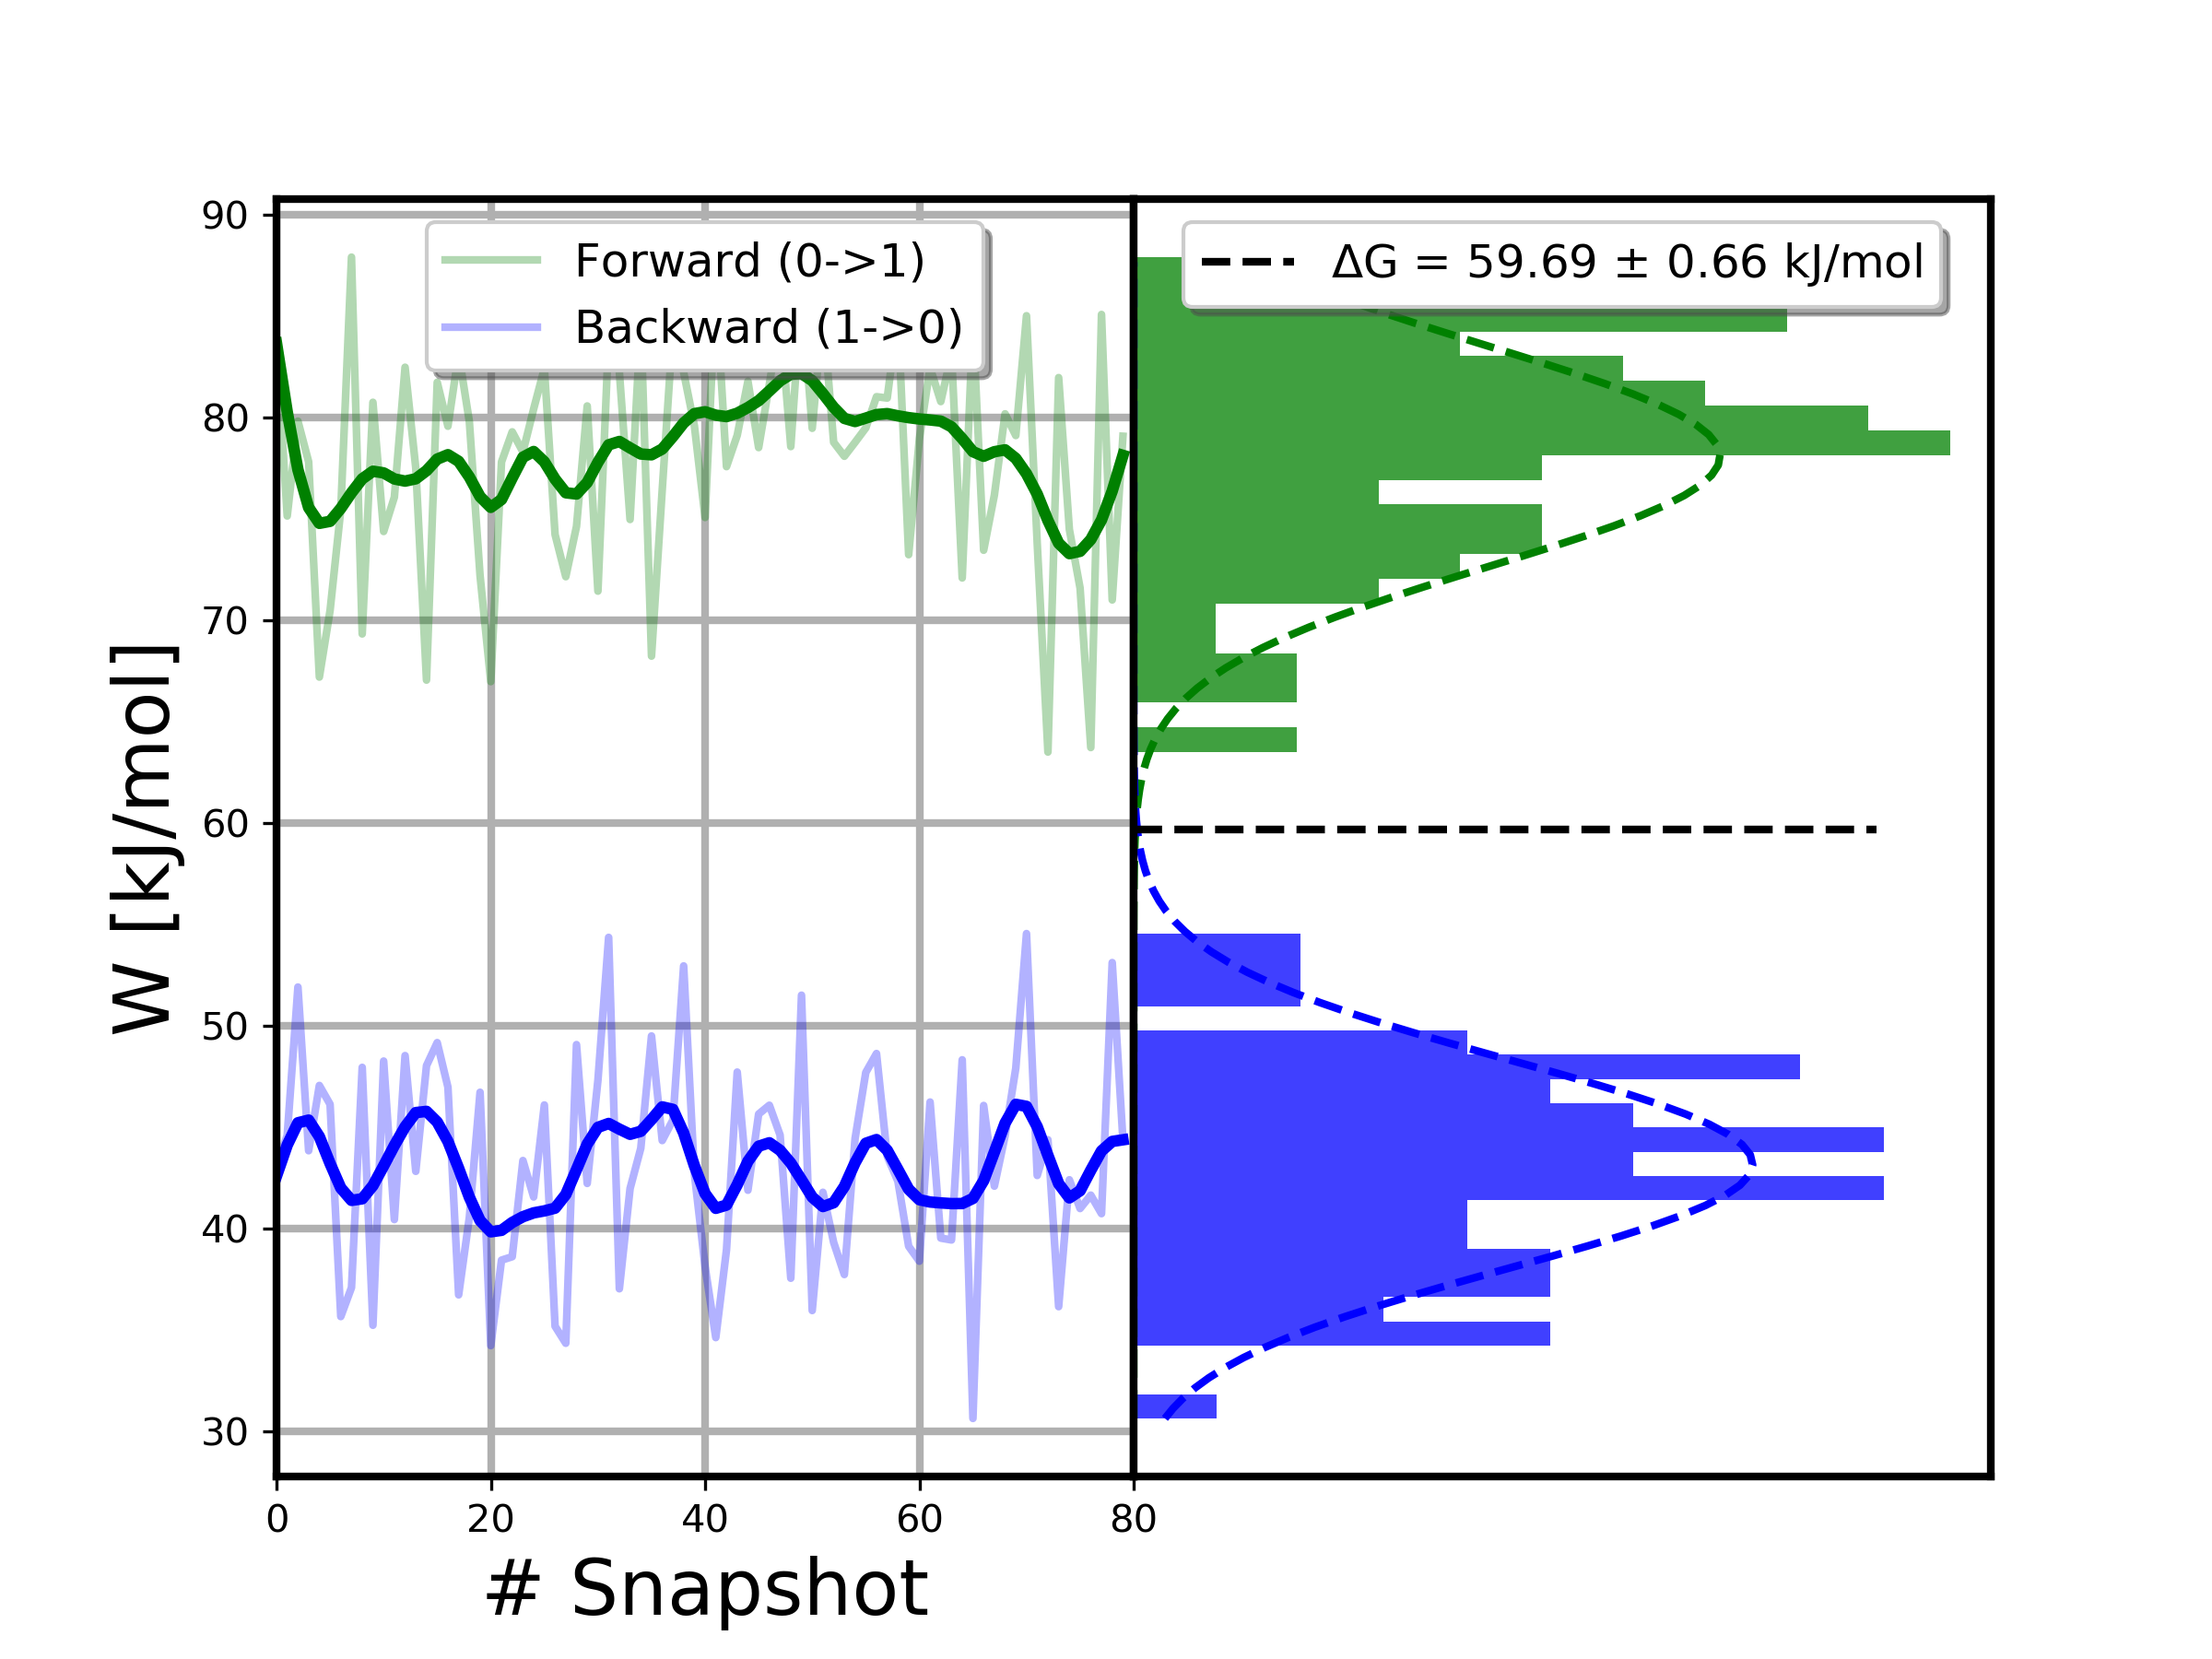 90
80
70
60
50
40
30
W [kJ/mol]
Forward (0->1)
Backward (1->0)
ΔG = 59.69 ± 0.66 kJ/mol
0 20 40 60 80
# Snapshot